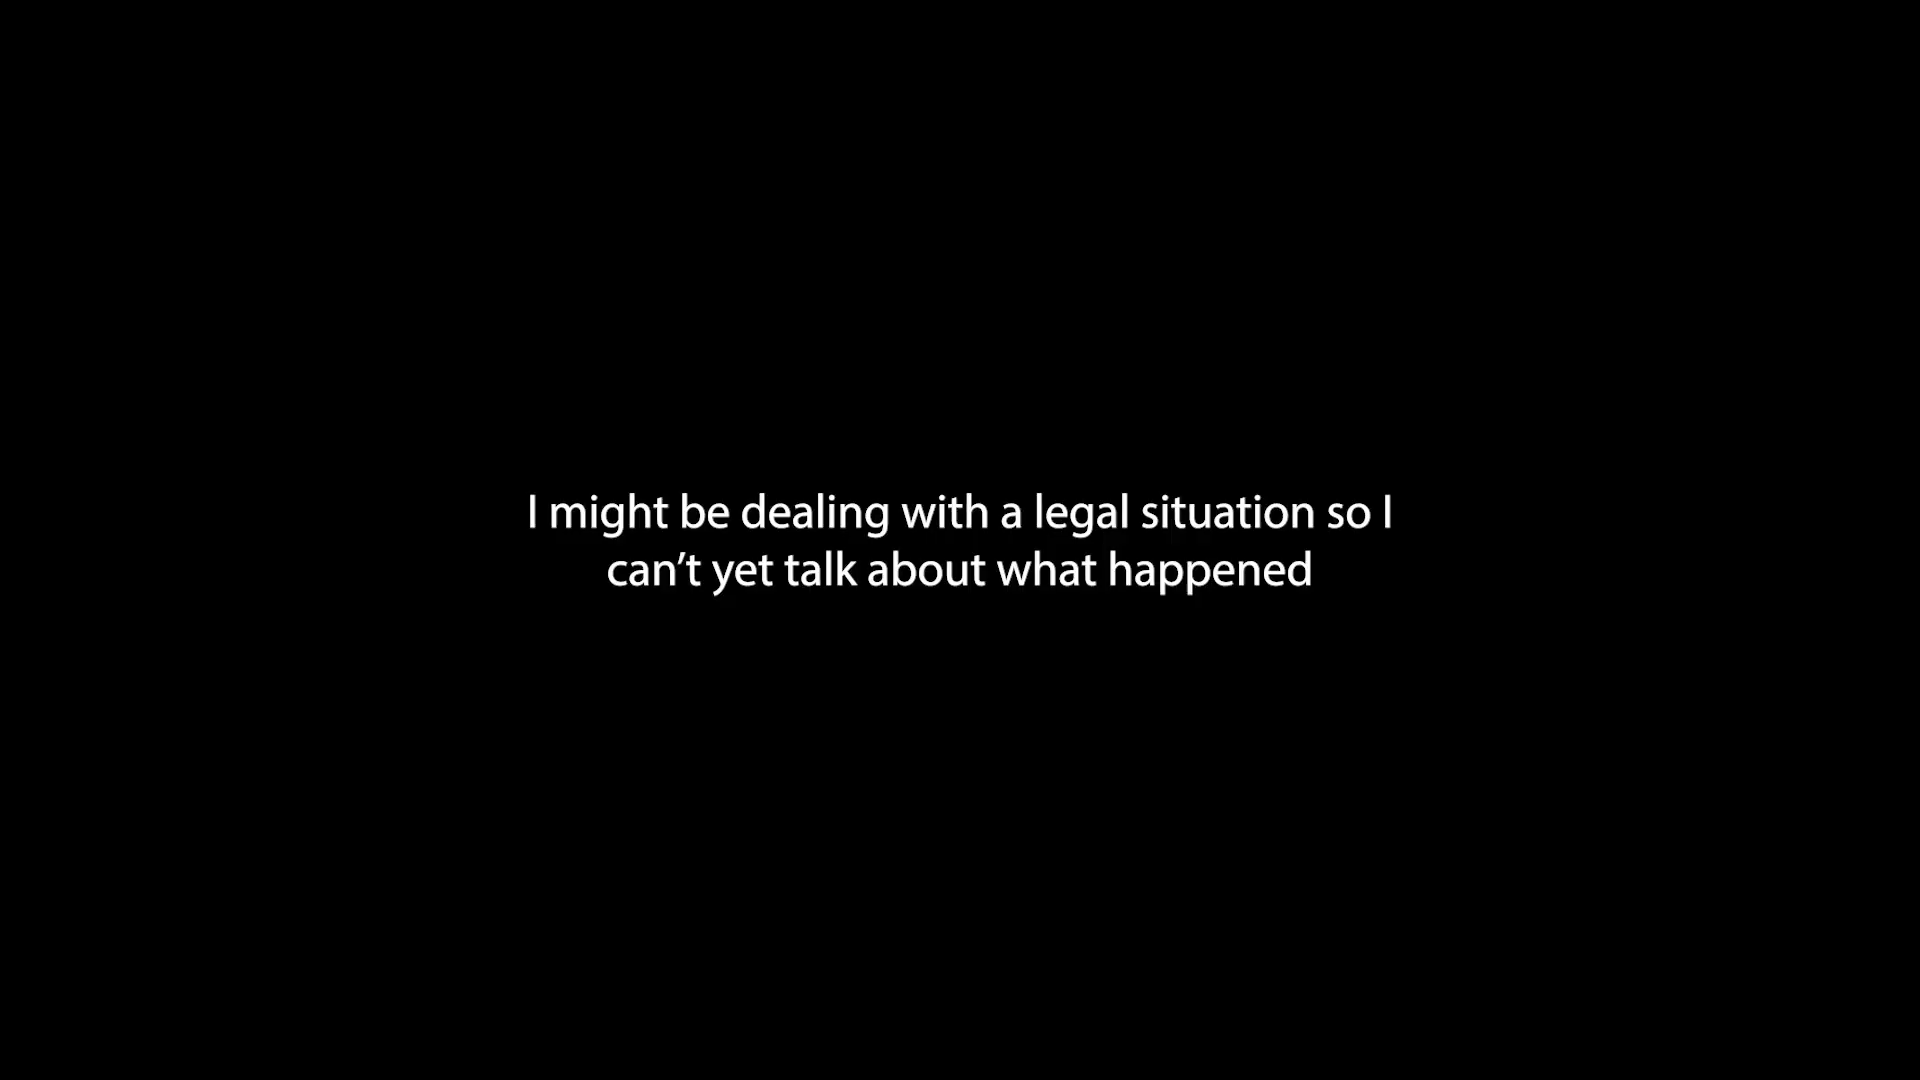 I might be dealing with a legal situation so I
can’t yet talk about what happened